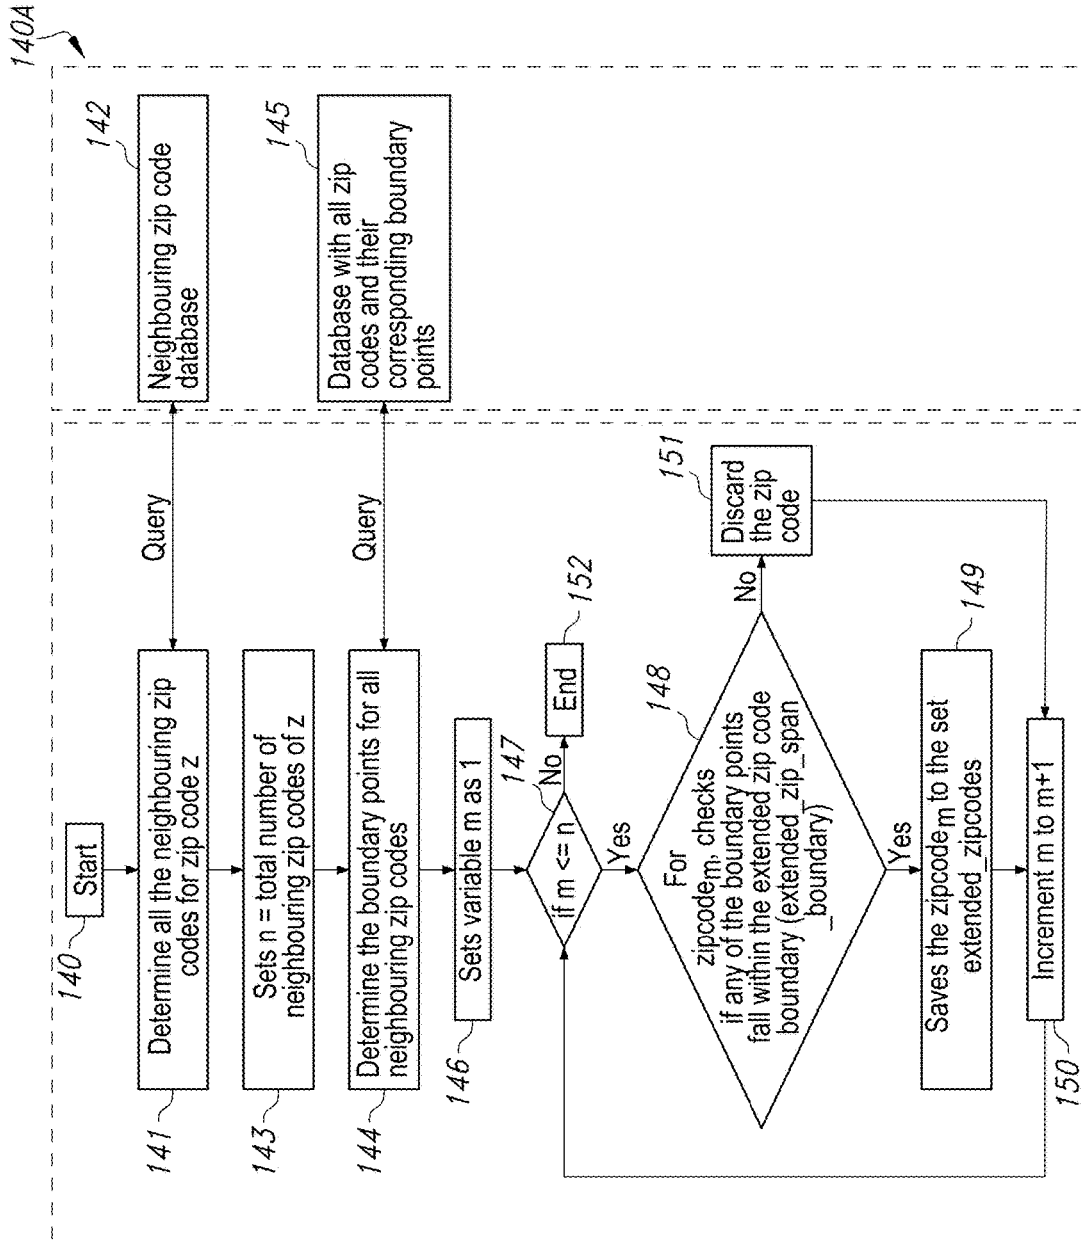 140A
140
Start
141
Determine all the neighbouring zip
codes for zip code z
Query
142
Neighbouring zip code
database
143
Sets n = total number of
neighbouring zip codes of z
144
Determine the boundary points for all
neighbouring zip codes
Query
145
Database with all zip
codes and their
corresponding boundary
points
146
Sets variable m as 1
147
if m <= n
No
End
152
Yes
148
For
zipcodem, checks
if any of the boundary points
fall within the extended zip code
boundary (extended_zip_span
_boundary)
No
151
Discard
the zip
code
Yes
149
Saves the zipcodem to the set
extended_zipcodes
Increment m to m+1
150